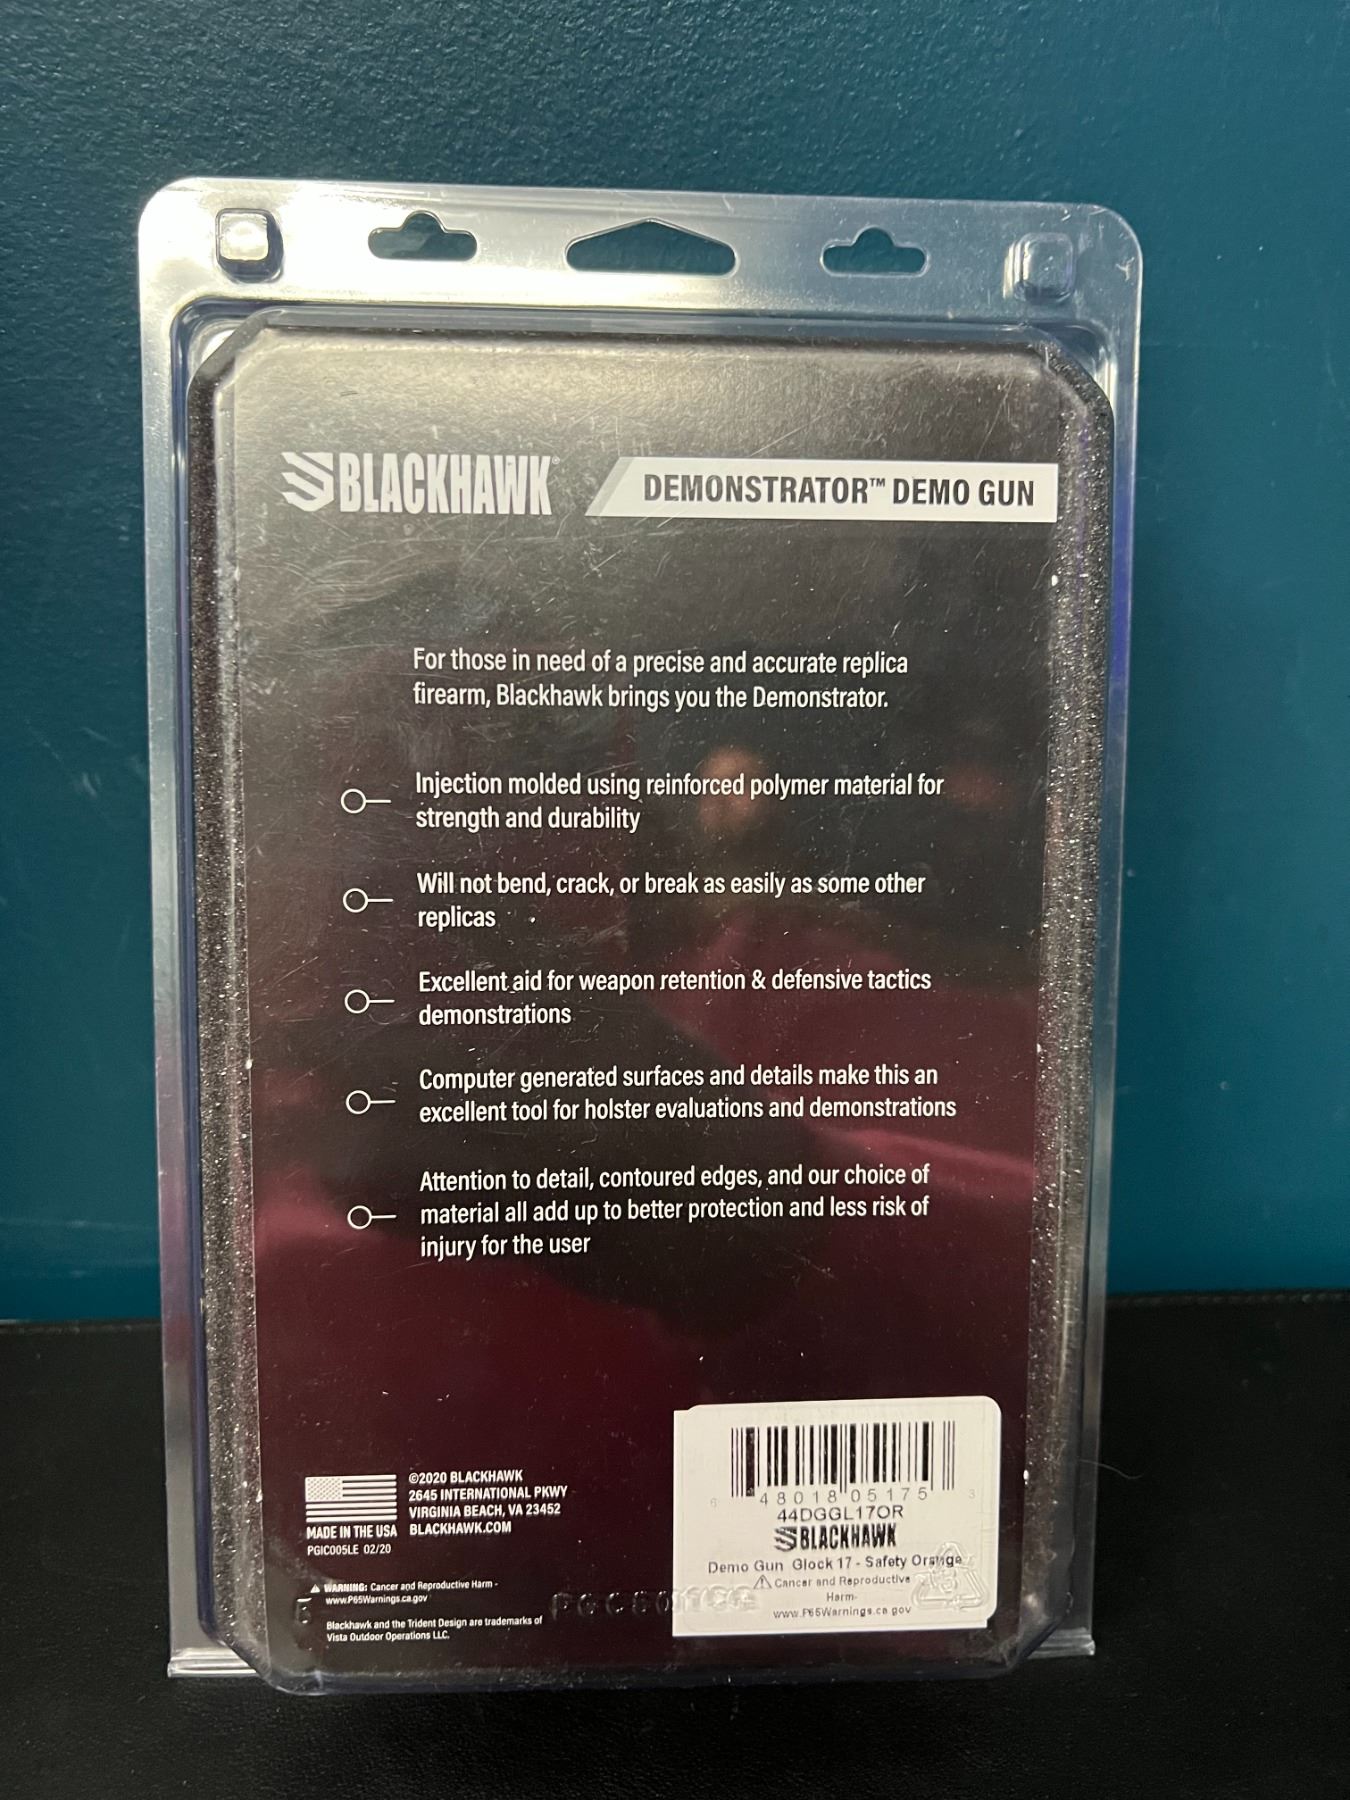 BLACKHAWK®
DEMONSTRATOR™ DEMO GUN
For those in need of a precise and accurate replica
firearm, Blackhawk brings you the Demonstrator.
Injection molded using reinforced polymer material for
strength and durability
Will not bend, crack, or break as easily as some other
replicas
Excellent aid for weapon retention & defensive tactics
demonstrations
Computer generated surfaces and details make this an
excellent tool for holster evaluations and demonstrations
Attention to detail, contoured edges, and our choice of
material all add up to better protection and less risk of
injury for the user
©2020 BLACKHAWK
2645 INTERNATIONAL PKWY
VIRGINIA BEACH, VA 23452
BLACKHAWK.COM
MADE IN THE USA
PGIC005LE 02/20
⚠ WARNING: Cancer and Reproductive Harm -
www.P65Warnings.ca.gov
Blackhawk and the Trident Design are trademarks of
Vista Outdoor Operations LLC.
6 48018 05175 3
44DGGL17OR
BLACKHAWK
Demo Gun Glock 17 - Safety Orange
⚠ Cancer and Reproductive
Harm-
www.P65Warnings.ca.gov